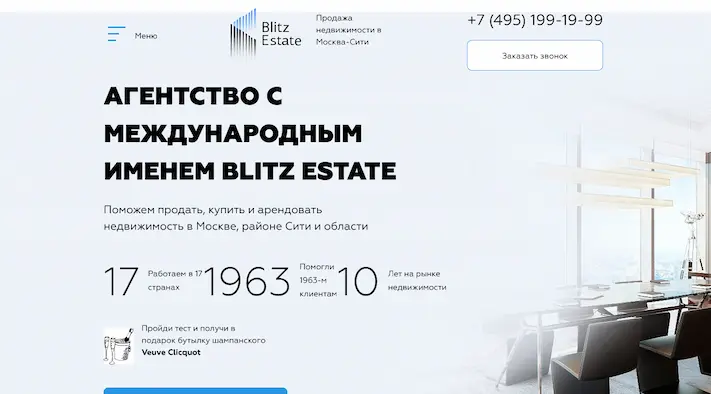 Меню
Blitz
Estate
Продажа
недвижимости в
Москва-Сити
+7 (495) 199-19-99
Заказать звонок
АГЕНТСТВО С
МЕЖДУНАРОДНЫМ
ИМЕНЕМ BLITZ ESTATE
Поможем продать, купить и арендовать
недвижимость в Москве, районе Сити и области
17
Работаем в 17
странах
1963
Помогли
1963-м
клиентам
10
Лет на рынке
недвижимости
Пройди тест и получи в
подарок бутылку шампанского
Veuve Clicquot